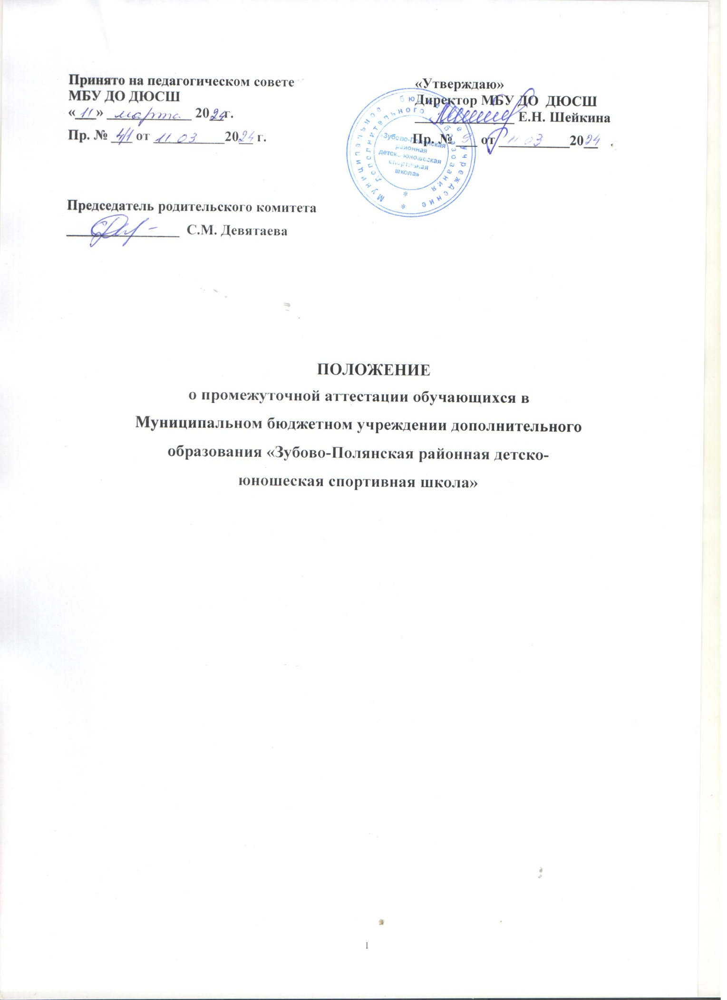 Принято на педагогическом совете
МБУ ДО ДЮСШ
«11» марта 2024г.
Пр. № 4/1 от 11.03 2024 г.
«Утверждаю»
Директор МБУ ДО ДЮСШ
Е.Н. Шейкина
Пр. № от 11 03 2024
Муниципальное бюджетное учреждение
дополнительного образования
«Зубово-Полянская
районная
детско-юношеская
спортивная
школа»
Председатель родительского комитета
С.М. Девятаева
ПОЛОЖЕНИЕ
о промежуточной аттестации обучающихся в
Муниципальном бюджетном учреждении дополнительного
образования «Зубово-Полянская районная детско-
юношеская спортивная школа»
1